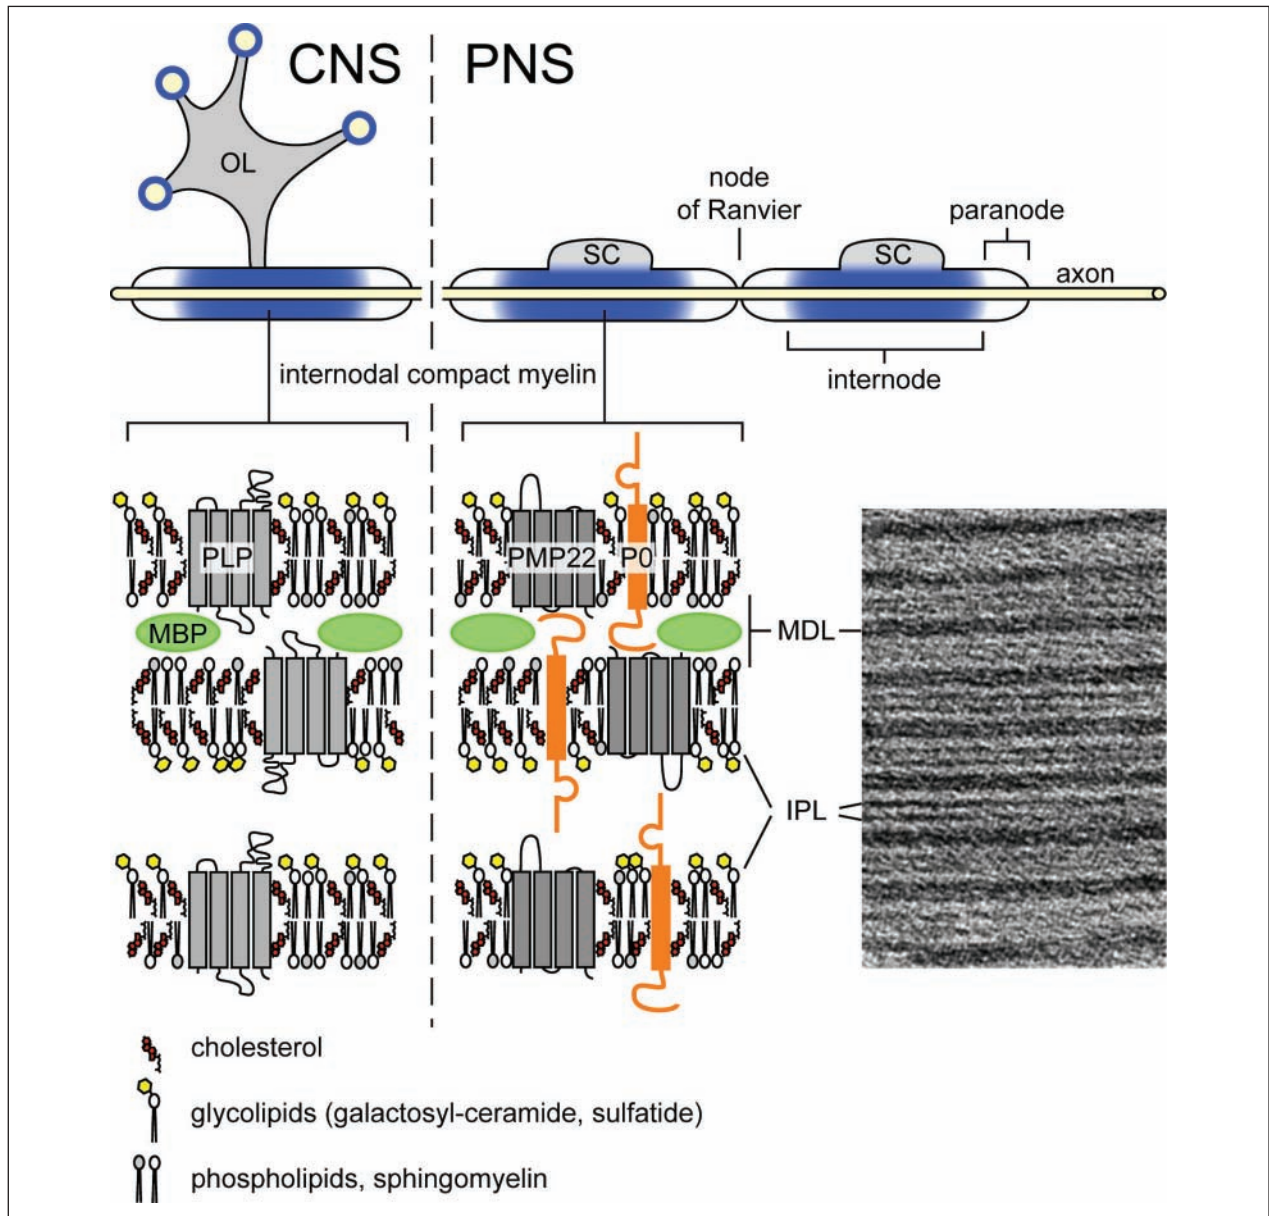 CNS
PNS
OL
node
of Ranvier
paranode
SC
SC
axon
internodal compact myelin
internode
PLP
PMP22
P0
MBP
MDL
IPL
cholesterol
glycolipids (galactosyl-ceramide, sulfatide)
phospholipids, sphingomyelin